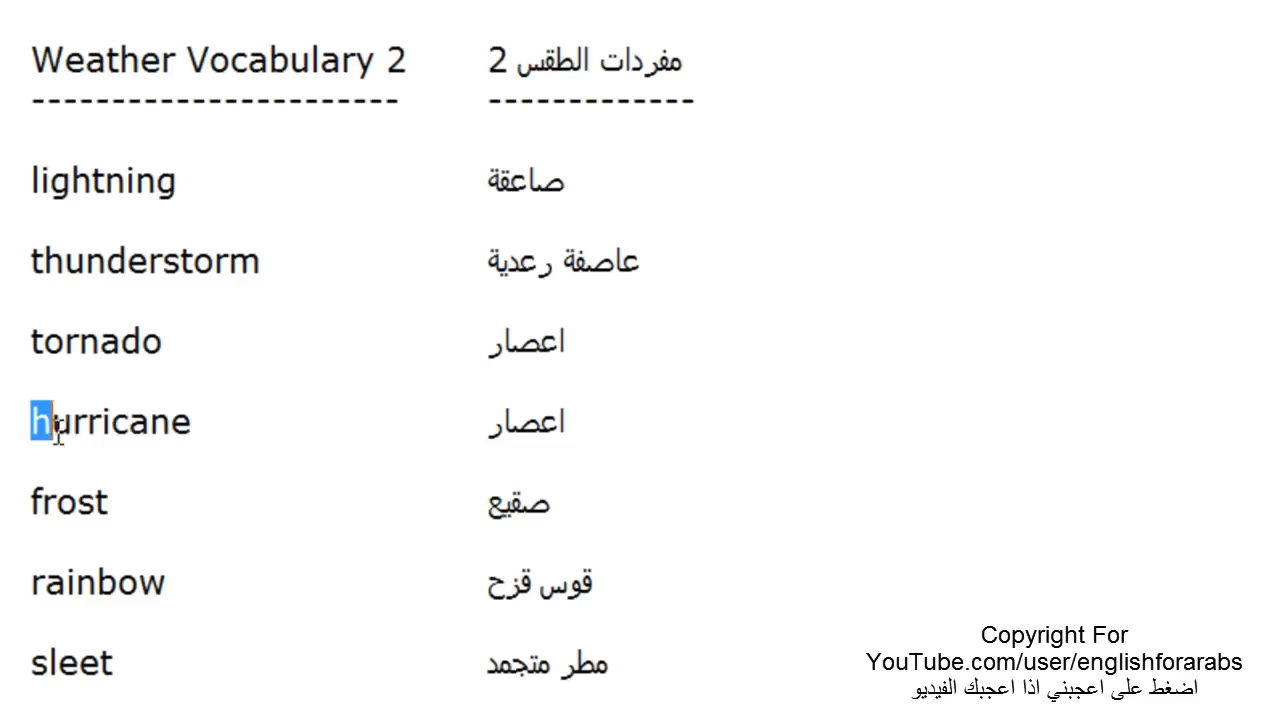 Weather Vocabulary 2 مفردات الطقس 2
----------------------- -------------
lightning صاعقة
thunderstorm عاصفة رعدية
tornado اعصار
hurricane اعصار
frost صقيع
rainbow قوس قزح
sleet مطر متجمد
Copyright For
YouTube.com/user/englishforarabs
اضغط على اعجبني اذا اعجبك الفيديو